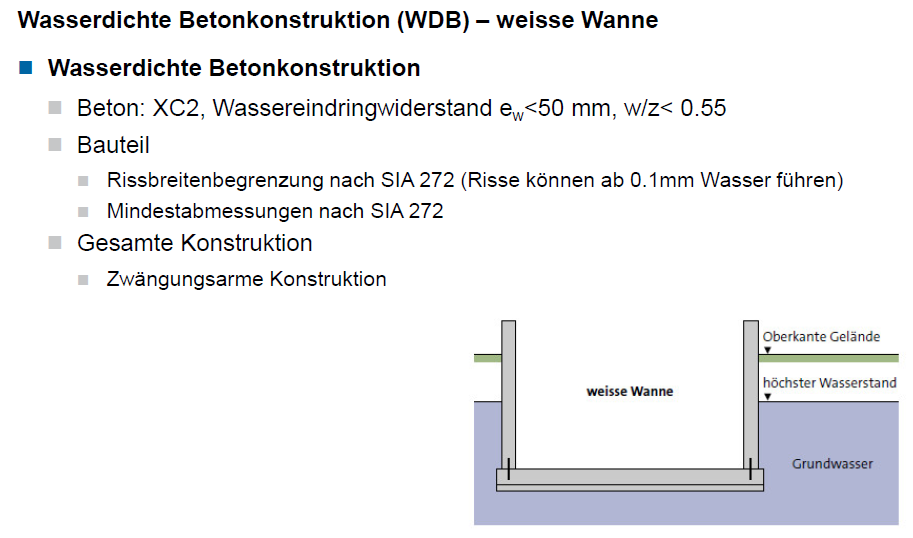 Wasserdichte Betonkonstruktion (WDB) – weisse Wanne
Wasserdichte Betonkonstruktion
Beton: XC2, Wassereindringwiderstand ew<50 mm, w/z< 0.55
Bauteil
Rissbreitenbegrenzung nach SIA 272 (Risse können ab 0.1mm Wasser führen)
Mindestabmessungen nach SIA 272
Gesamte Konstruktion
Zwängungsarme Konstruktion
Oberkante Gelände
höchster Wasserstand
weisse Wanne
Grundwasser